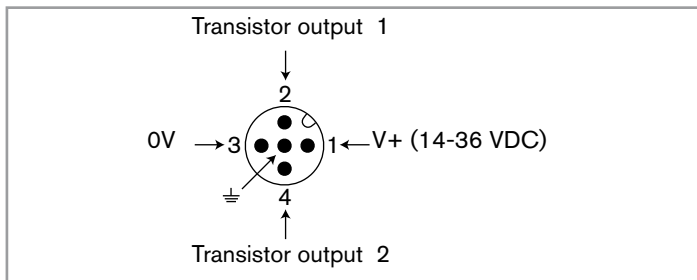 Transistor output 1
2
0V 3 1 V+ (14-36 VDC)
4
Transistor output 2